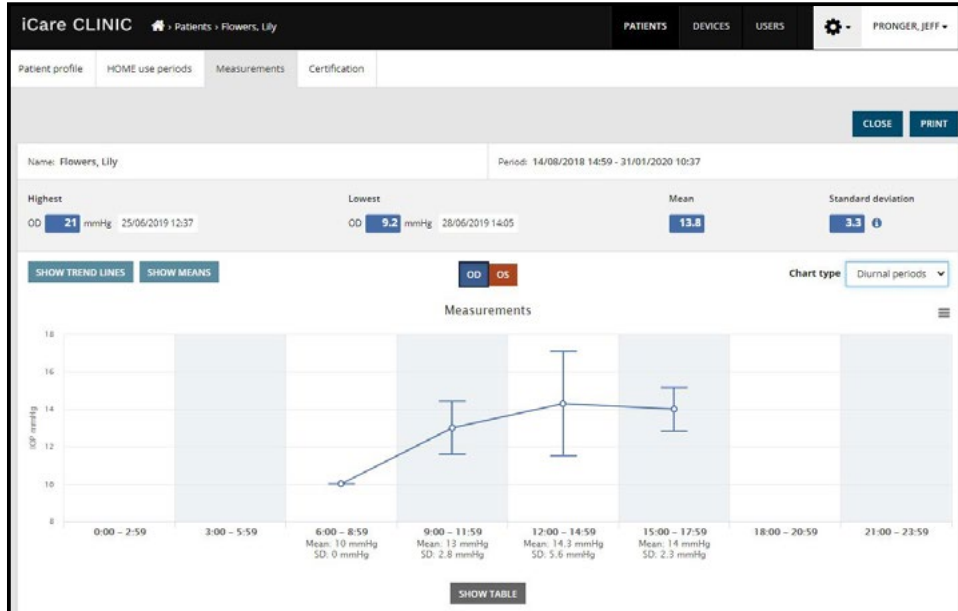 iCare CLINIC › Patients › Flowers, Lily PATIENTS DEVICES USERS PRONGER, JEFF
Patient profile HOME use periods Measurements Certification
CLOSE PRINT
Name: Flowers, Lily Period: 14/08/2018 14:59 - 31/01/2020 10:37
Highest Lowest Mean Standard deviation
OD 21 mmHg 25/06/2019 12:37 OD 9.2 mmHg 28/06/2019 14:05 13.8 3.3
SHOW TREND LINES SHOW MEANS OD OS Chart type Diurnal periods
Measurements
18
16
14
12
10
8
IOP mmHg
0:00 – 2:59 3:00 – 5:59 6:00 – 8:59 9:00 – 11:59 12:00 – 14:59 15:00 – 17:59 18:00 – 20:59 21:00 – 23:59
Mean: 10 mmHg Mean: 13 mmHg Mean: 14.3 mmHg Mean: 14 mmHg
SD: 0 mmHg SD: 2.8 mmHg SD: 5.6 mmHg SD: 2.3 mmHg
SHOW TABLE